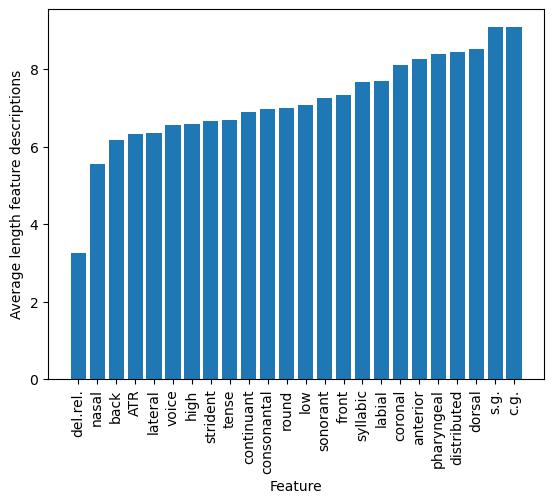 Average length feature descriptions
8
6
4
2
0
del.rel.
nasal
back
ATR
lateral
voice
high
strident
tense
continuant
consonantal
round
low
sonorant
front
syllabic
labial
coronal
anterior
pharyngeal
distributed
dorsal
s.g.
c.g.
Feature